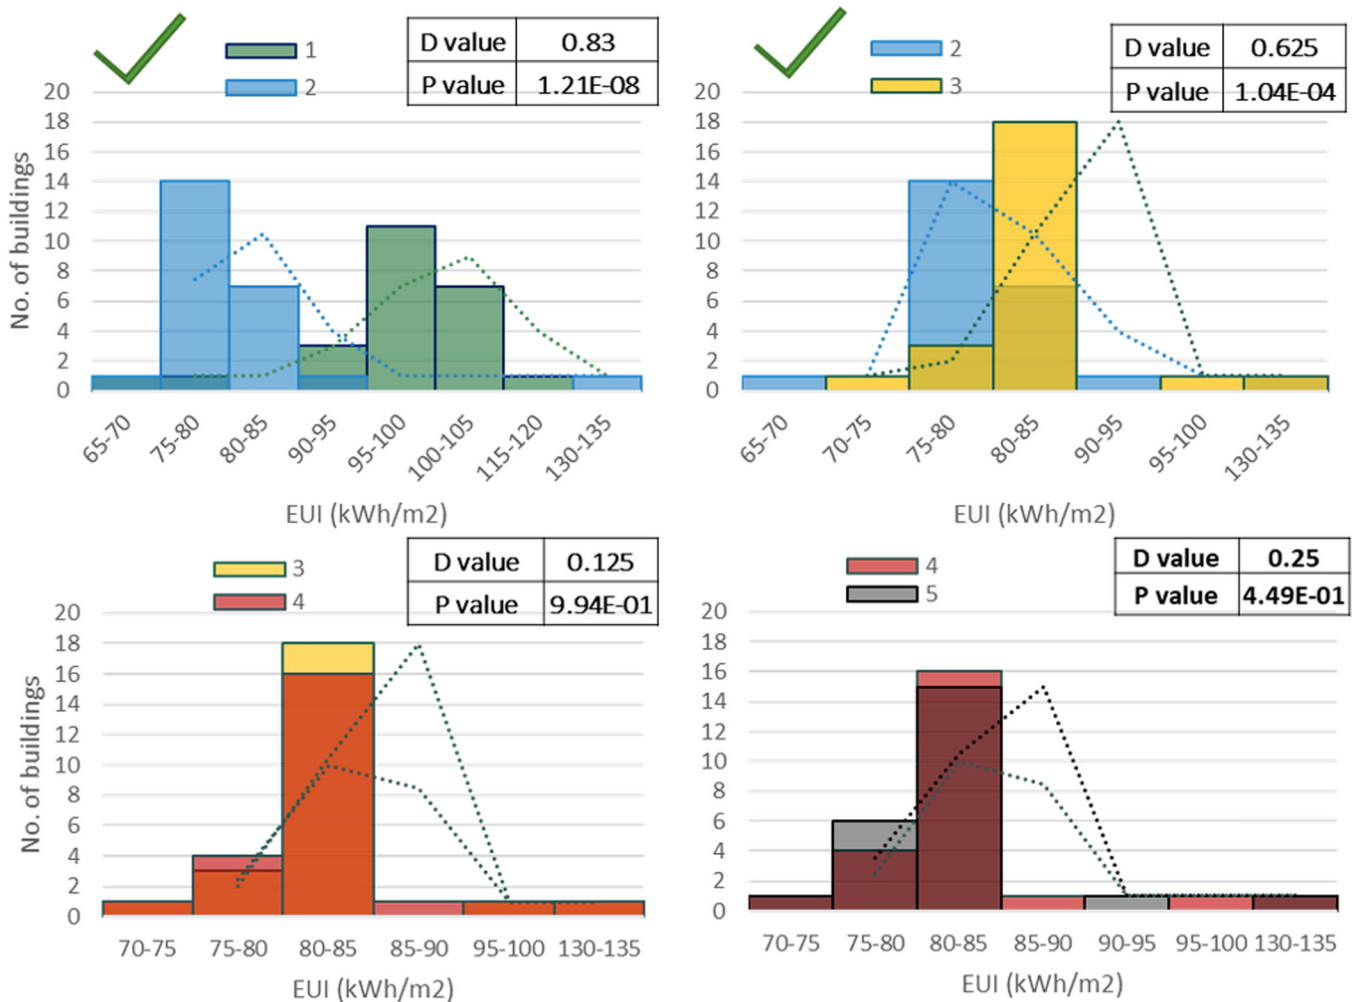 1
2
D value 0.83
P value 1.21E-08
20
18
16
14
12
10
8
6
4
2
0
No. of buildings
65-70 75-80 80-85 90-95 95-100 100-105 115-120 130-135
EUI (kWh/m2)
2
3
D value 0.625
P value 1.04E-04
20
18
16
14
12
10
8
6
4
2
0
65-70 70-75 75-80 80-85 90-95 95-100 130-135
EUI (kWh/m2)
3
4
D value 0.125
P value 9.94E-01
20
18
16
14
12
10
8
6
4
2
0
No. of buildings
70-75 75-80 80-85 85-90 95-100 130-135
EUI (kWh/m2)
4
5
D value 0.25
P value 4.49E-01
20
18
16
14
12
10
8
6
4
2
0
70-75 75-80 80-85 85-90 90-95 95-100 130-135
EUI (kWh/m2)